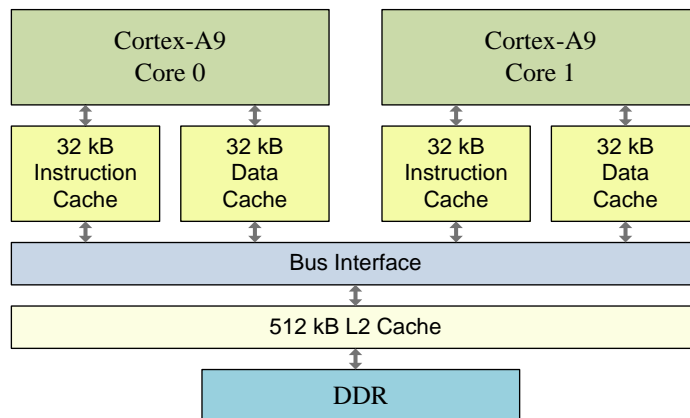 Cortex-A9
Core 0
Cortex-A9
Core 1
32 kB
Instruction
Cache
32 kB
Data
Cache
32 kB
Instruction
Cache
32 kB
Data
Cache
Bus Interface
512 kB L2 Cache
DDR